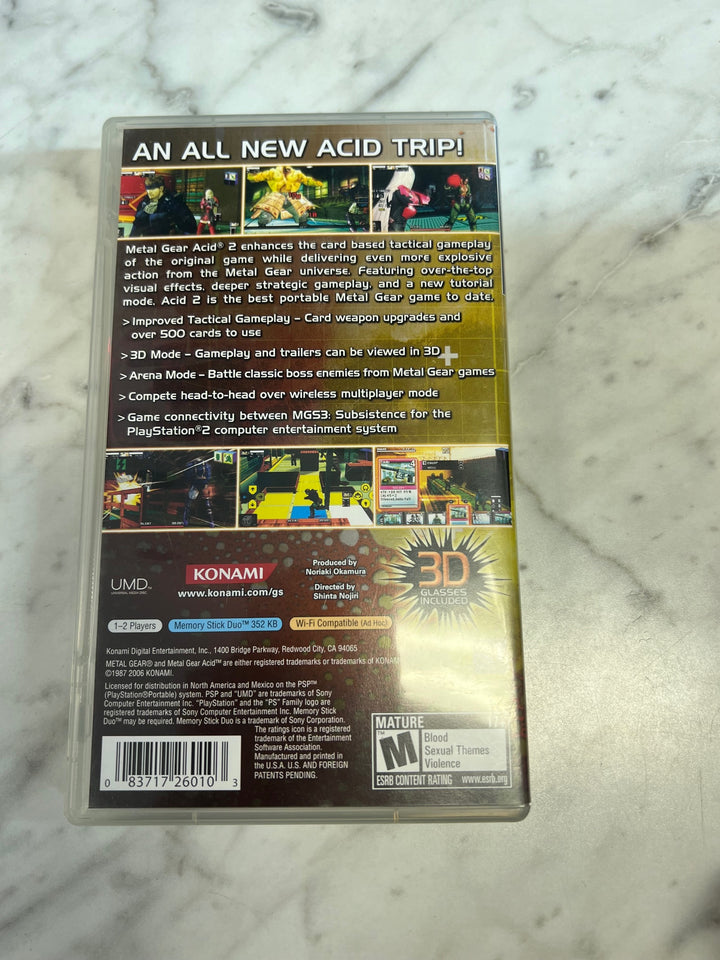 AN ALL NEW ACID TRIP!
Metal Gear Acid® 2 enhances the card based tactical gameplay
of the original game while delivering even more explosive
action from the Metal Gear universe. Featuring over-the-top
visual effects, deeper strategic gameplay, and a new tutorial
mode, Acid 2 is the best portable Metal Gear game to date.
> Improved Tactical Gameplay – Card weapon upgrades and
over 500 cards to use
> 3D Mode – Gameplay and trailers can be viewed in 3D
> Arena Mode – Battle classic boss enemies from Metal Gear games
> Compete head-to-head over wireless multiplayer mode
> Game connectivity between MGS3: Subsistence for the
PlayStation®2 computer entertainment system
UMD™
UNIVERSAL MEDIA DISC
KONAMI
www.konami.com/gs
Produced by
Noriaki Okamura
Directed by
Shinta Nojiri
3D
GLASSES
INCLUDED
1–2 Players
Memory Stick Duo™ 352 KB
Wi-Fi Compatible (Ad Hoc)
Konami Digital Entertainment, Inc., 1400 Bridge Parkway, Redwood City, CA 94065
METAL GEAR® and Metal Gear Acid™ are either registered trademarks or trademarks of KONAMI
©1987 2006 KONAMI.
Licensed for distribution in North America and Mexico on the PSP™
(PlayStation®Portable) system. PSP and "UMD" are trademarks of Sony
Computer Entertainment Inc. "PlayStation" and the "PS" Family logo are
registered trademarks of Sony Computer Entertainment Inc. Memory Stick
Duo™ may be required. Memory Stick Duo is a trademark of Sony Corporation.
The ratings icon is a registered
trademark of the Entertainment
Software Association.
Manufactured and printed in
the U.S.A. U.S. AND FOREIGN
PATENTS PENDING.
0 83717 26010 3
MATURE 17+
M
Blood
Sexual Themes
Violence
ESRB CONTENT RATING www.esrb.org